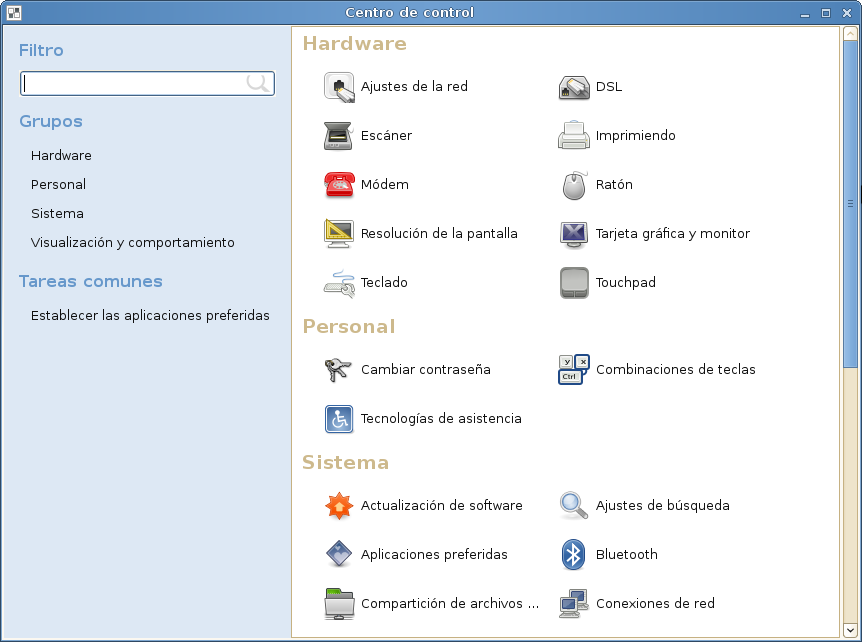 Centro de control
Filtro
Grupos
Hardware
Personal
Sistema
Visualización y comportamiento
Tareas comunes
Establecer las aplicaciones preferidas
Hardware
Ajustes de la red
DSL
Escáner
Imprimiendo
Módem
Ratón
Resolución de la pantalla
Tarjeta gráfica y monitor
Teclado
Touchpad
Personal
Cambiar contraseña
Y X
Ctrl
Combinaciones de teclas
Tecnologías de asistencia
Sistema
Actualización de software
Ajustes de búsqueda
Aplicaciones preferidas
Bluetooth
Compartición de archivos ...
Conexiones de red